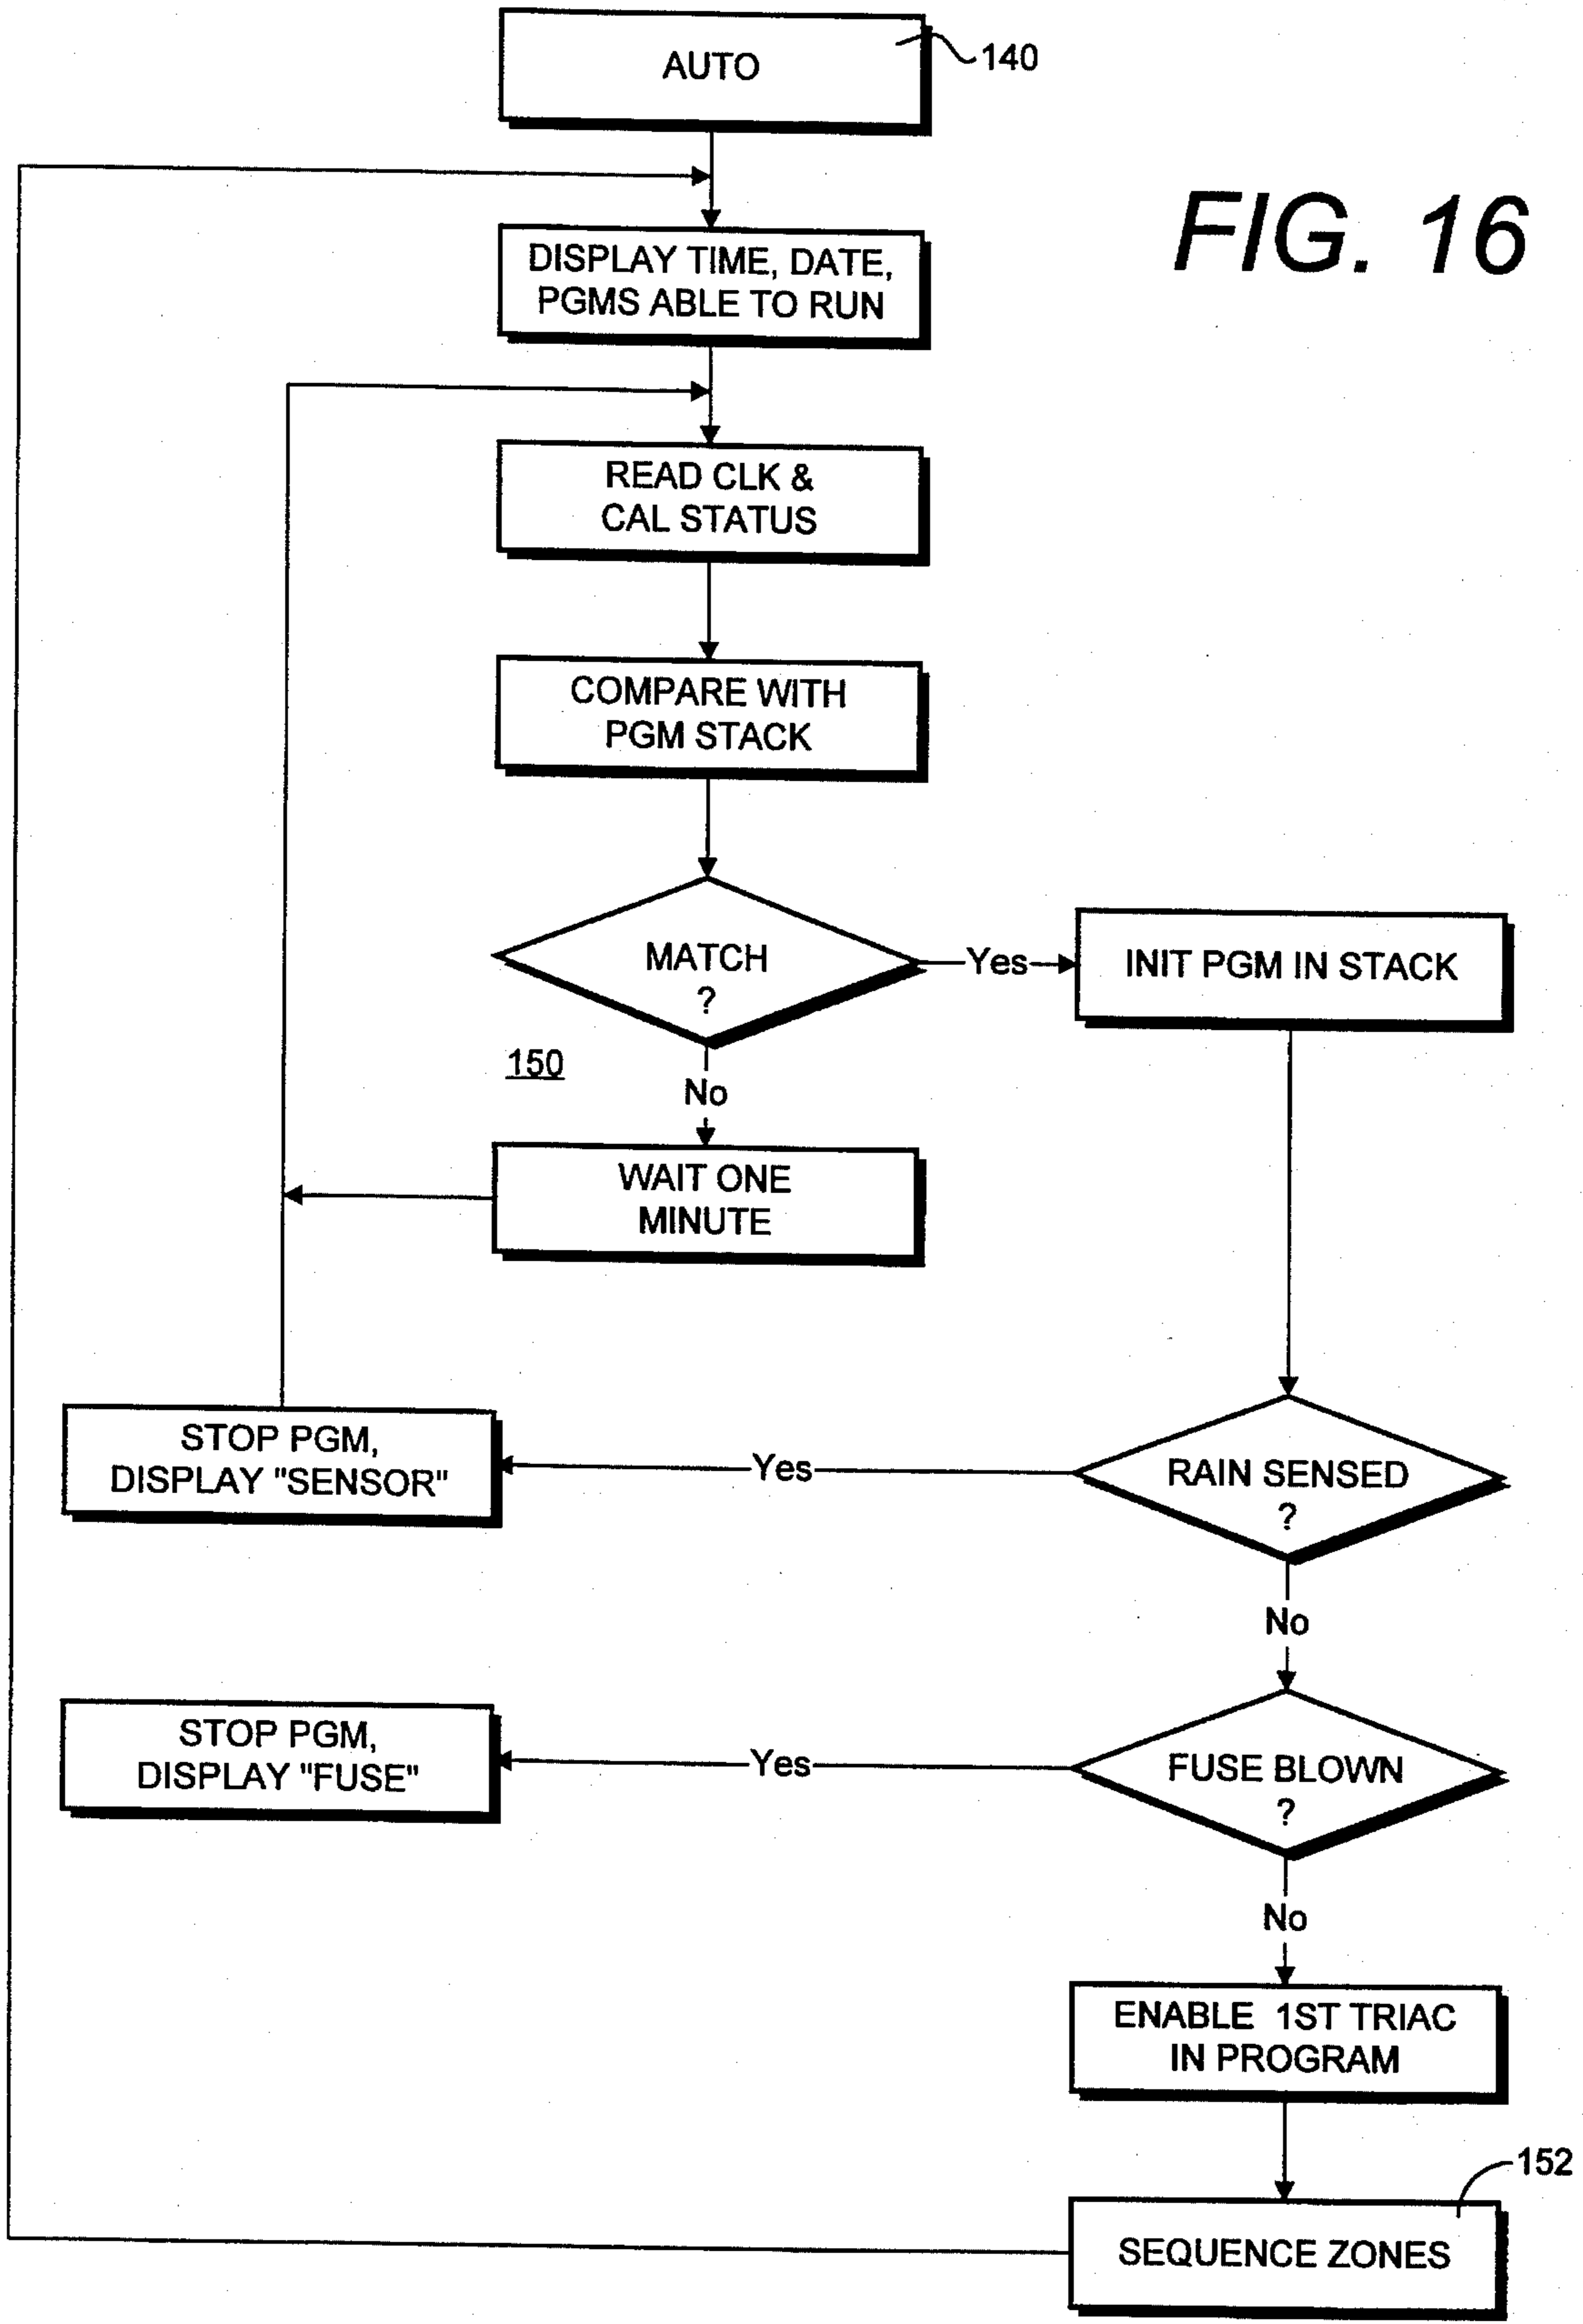 AUTO
140
FIG. 16
DISPLAY TIME, DATE,
PGMS ABLE TO RUN
READ CLK &
CAL STATUS
COMPARE WITH
PGM STACK
MATCH
?
Yes
INIT PGM IN STACK
150
No
WAIT ONE
MINUTE
RAIN SENSED
?
Yes
STOP PGM,
DISPLAY "SENSOR"
No
FUSE BLOWN
?
Yes
STOP PGM,
DISPLAY "FUSE"
No
ENABLE 1ST TRIAC
IN PROGRAM
152
SEQUENCE ZONES